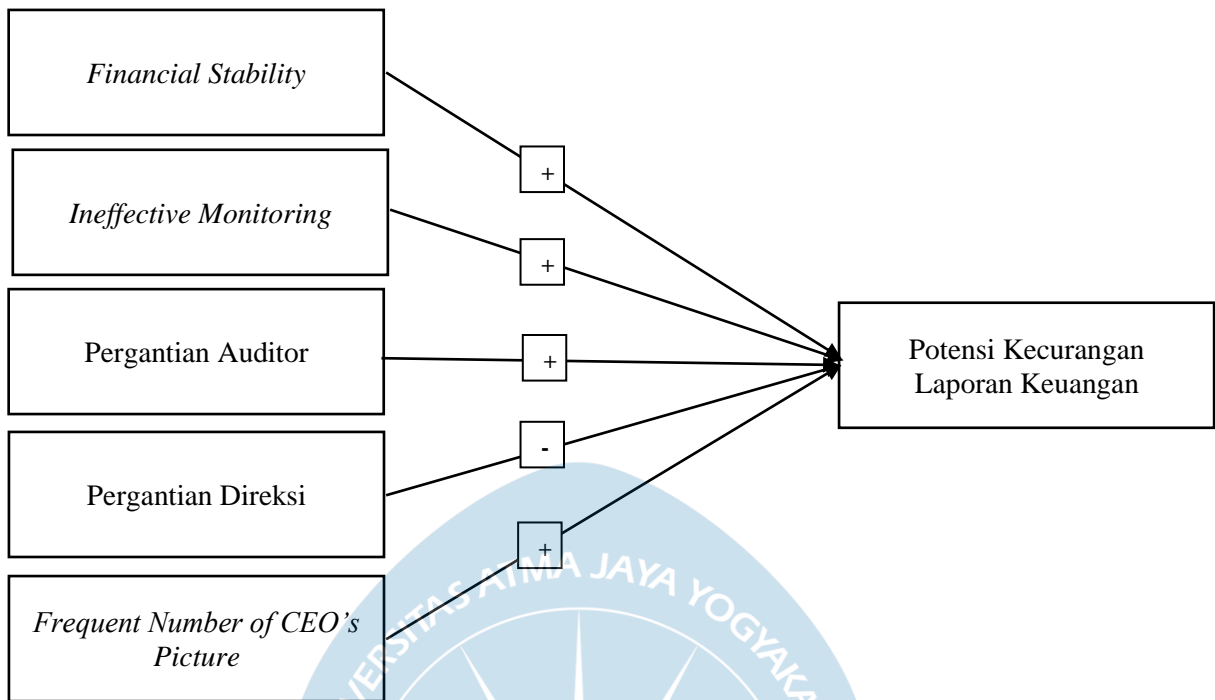 Financial Stability
+
Ineffective Monitoring
+
Pergantian Auditor
+
Potensi Kecurangan
Laporan Keuangan
Pergantian Direksi
-
Frequent Number of CEO’s
Picture
+
ATMA JAYA